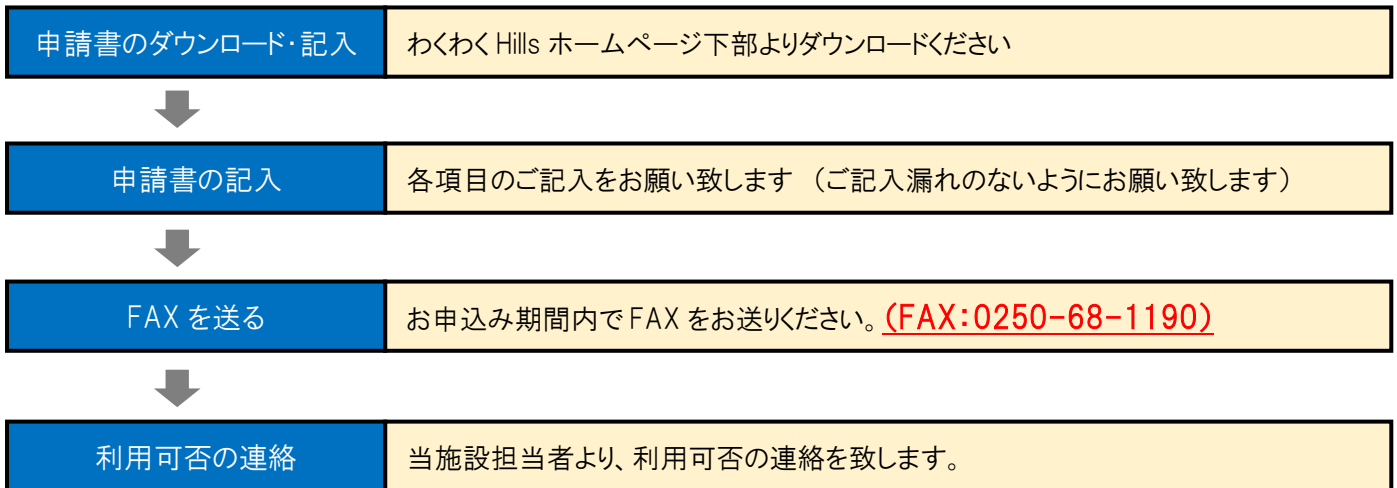 申請書のダウンロード・記入
わくわく Hills ホームページ下部よりダウンロードください
申請書の記入
各項目のご記入をお願い致します （ご記入漏れのないようにお願い致します）
FAX を送る
お申込み期間内で FAX をお送りください。(FAX：0250-68-1190)
利用可否の連絡
当施設担当者より、利用可否の連絡を致します。